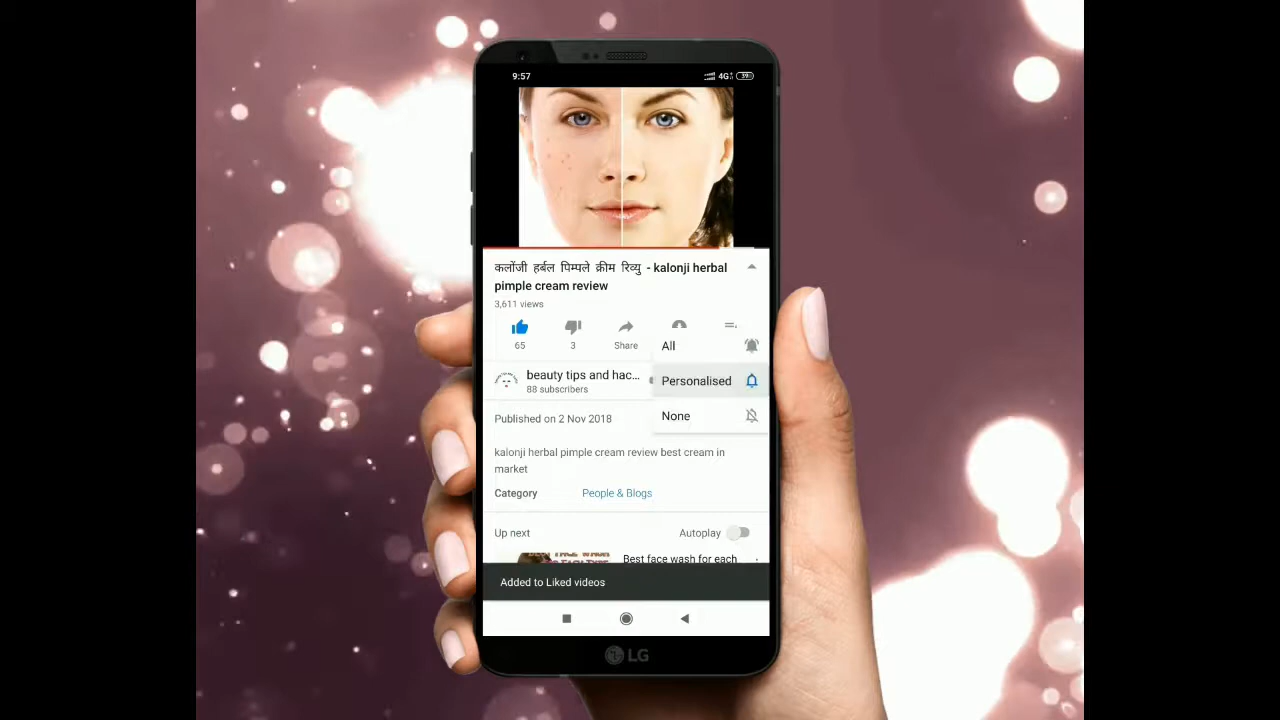 9:57
4G
39
कलोंजी हर्बल पिम्पले क्रीम रिव्यु - kalonji herbal
pimple cream review
3,611 views
65
3
Share
All
beauty tips and hac...
88 subscribers
Personalised
None
Published on 2 Nov 2018
kalonji herbal pimple cream review best cream in
market
Category
People & Blogs
Up next
Autoplay
Best face wash for each
Added to Liked videos
LG